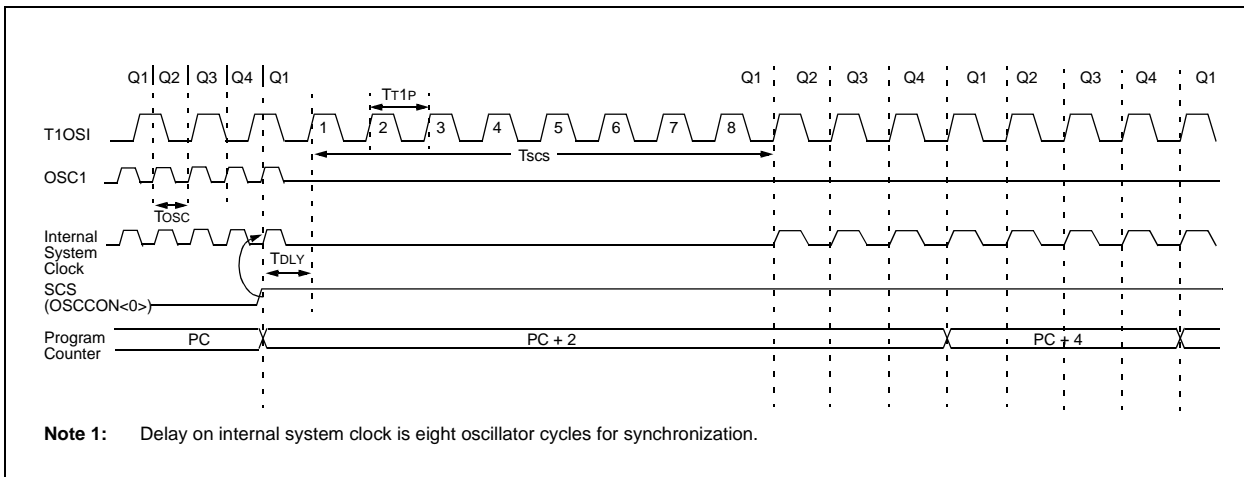 Q1 Q2 Q3 Q4 Q1 Q1 Q2 Q3 Q4 Q1 Q2 Q3 Q4 Q1
TT1P
T1OSI
1 2 3 4 5 6 7 8
TSCS
OSC1
TOSC
Internal
System
Clock
TDLY
SCS
(OSCCON<0>)
Program
Counter
PC PC + 2 PC + 4
Note 1: Delay on internal system clock is eight oscillator cycles for synchronization.